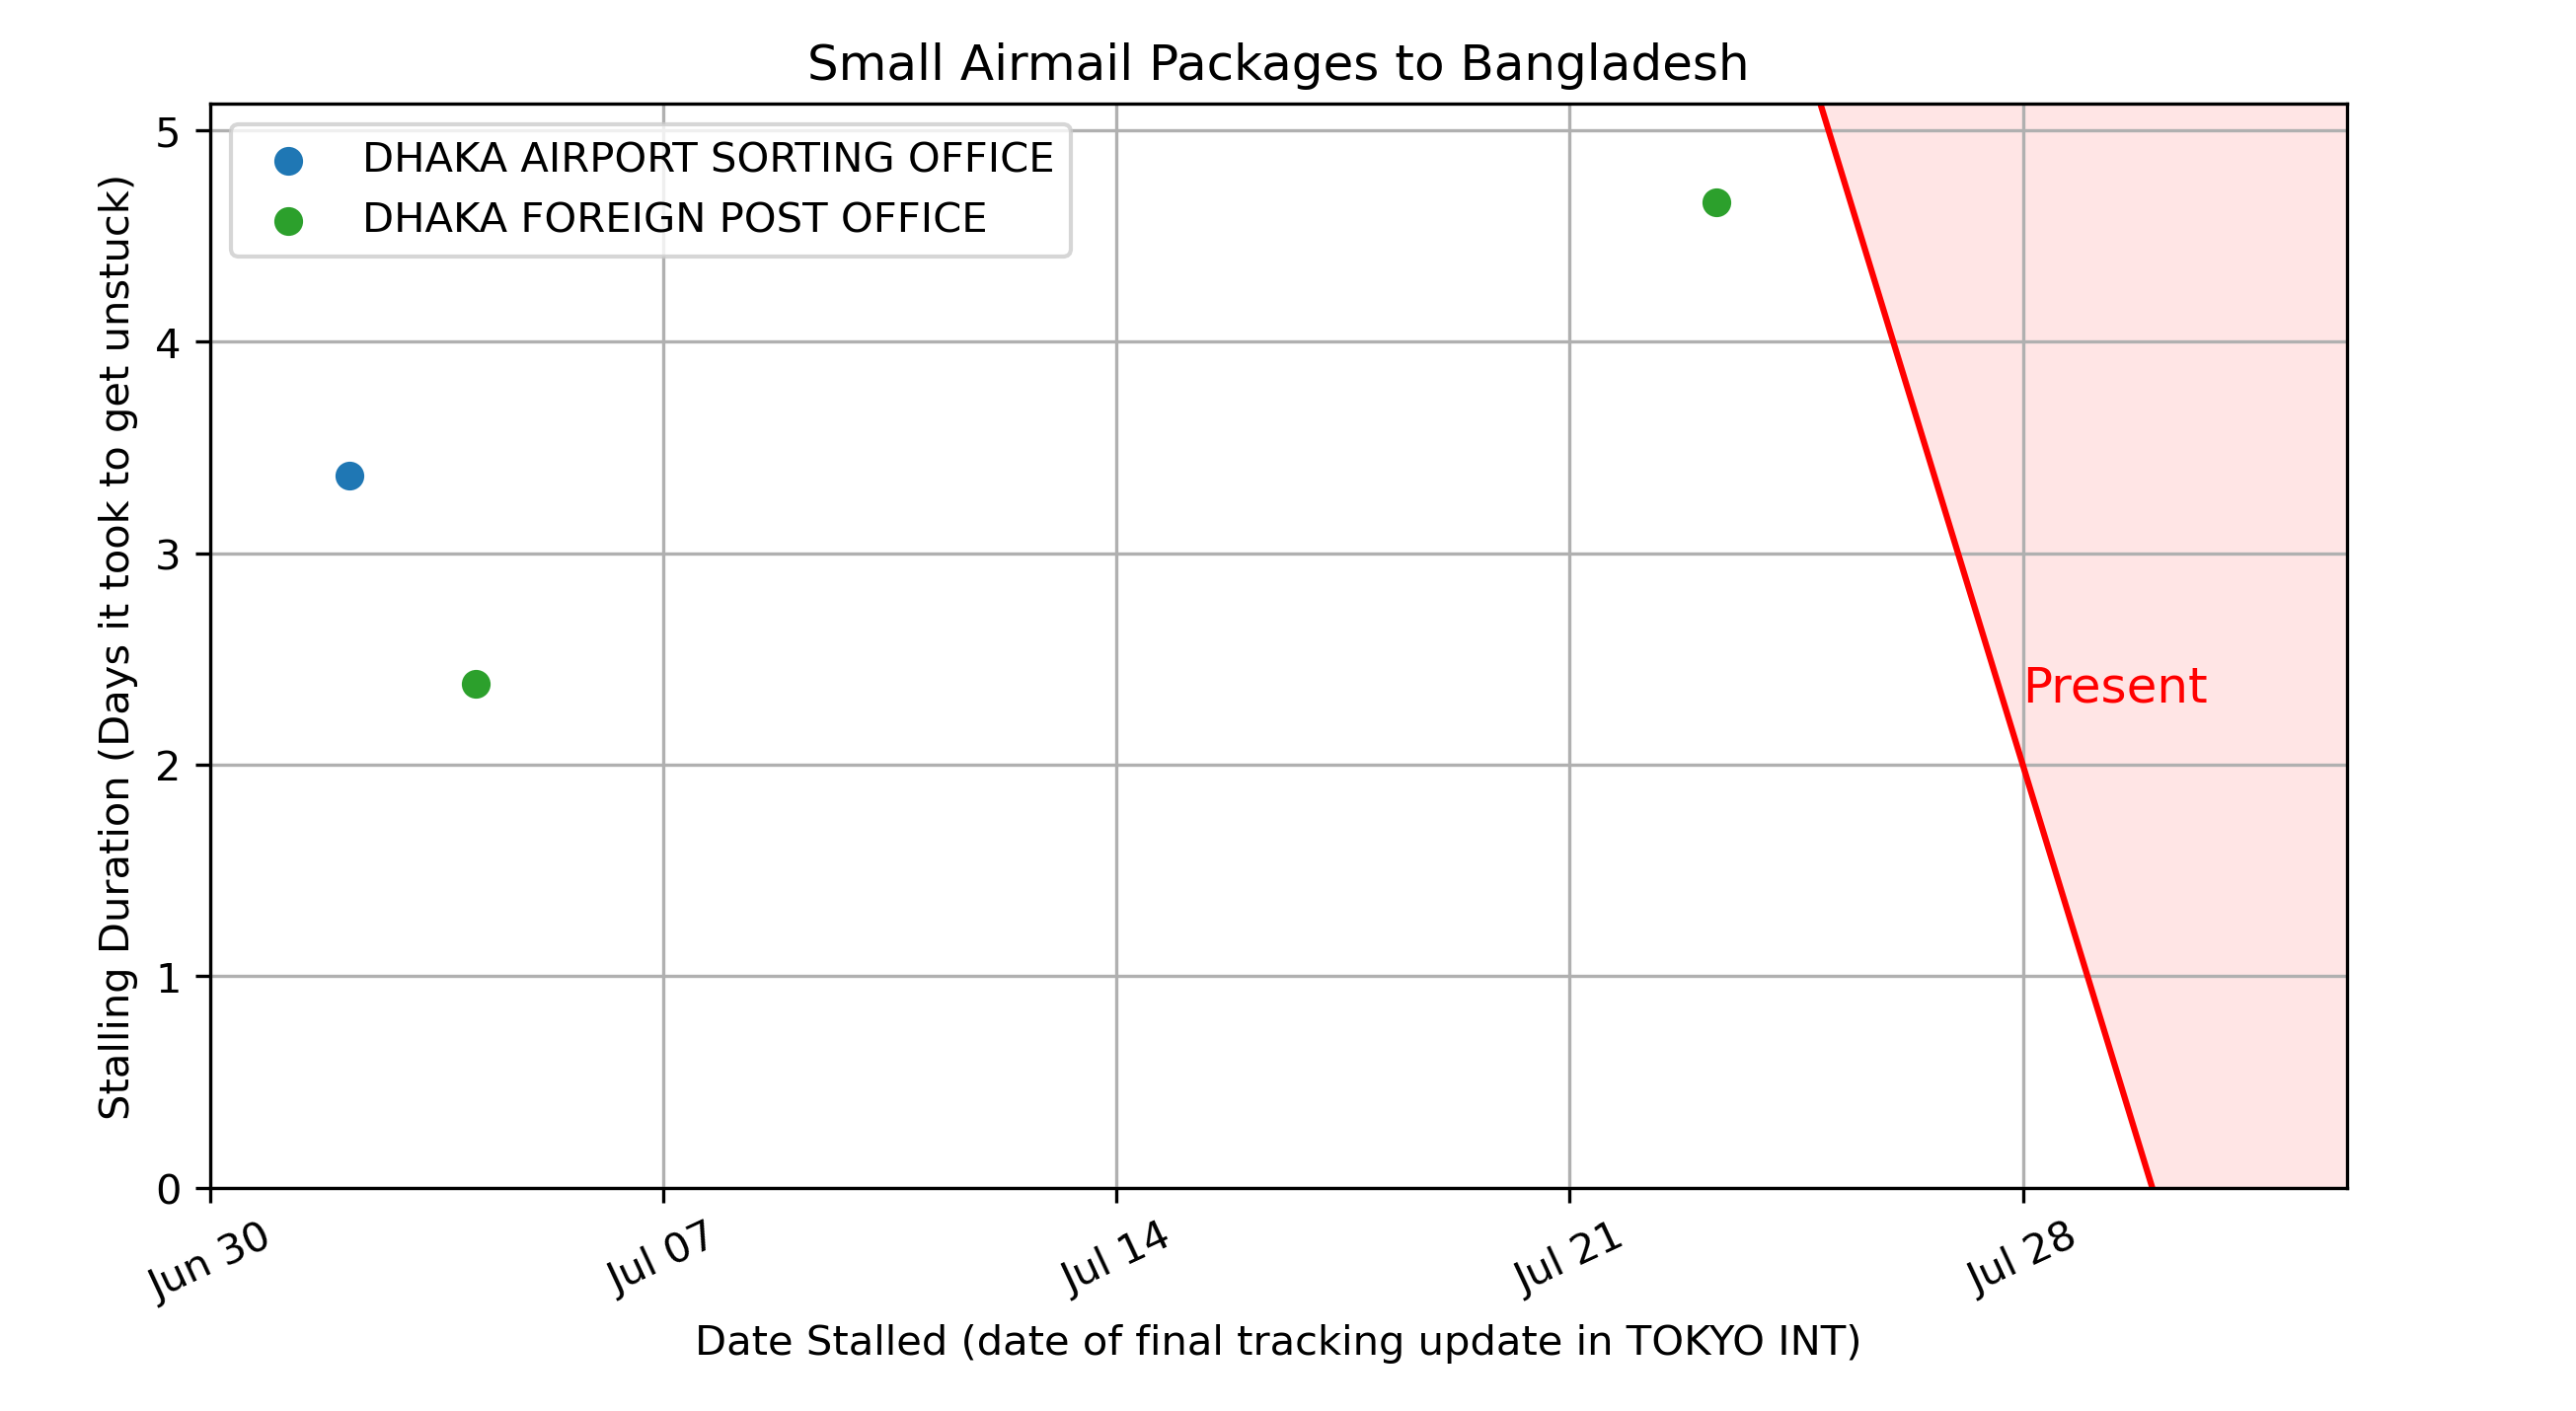 Small Airmail Packages to Bangladesh
DHAKA AIRPORT SORTING OFFICE
DHAKA FOREIGN POST OFFICE
Stalling Duration (Days it took to get unstuck)
5
4
3
2
1
0
Present
Jun 30
Jul 07
Jul 14
Jul 21
Jul 28
Date Stalled (date of final tracking update in TOKYO INT)